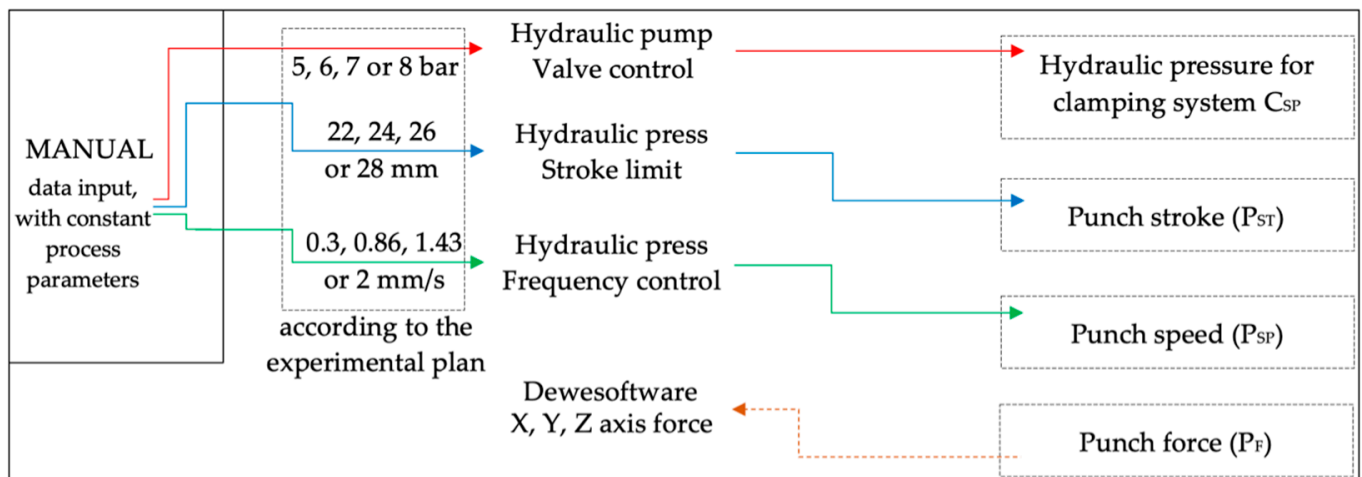 MANUAL
data input,
with constant
process
parameters
5, 6, 7 or 8 bar
22, 24, 26
or 28 mm
0.3, 0.86, 1.43
or 2 mm/s
according to the
experimental plan
Hydraulic pump
Valve control
Hydraulic press
Stroke limit
Hydraulic press
Frequency control
Dewesoftware
X, Y, Z axis force
Hydraulic pressure for
clamping system CSP
Punch stroke (PST)
Punch speed (PSP)
Punch force (PF)